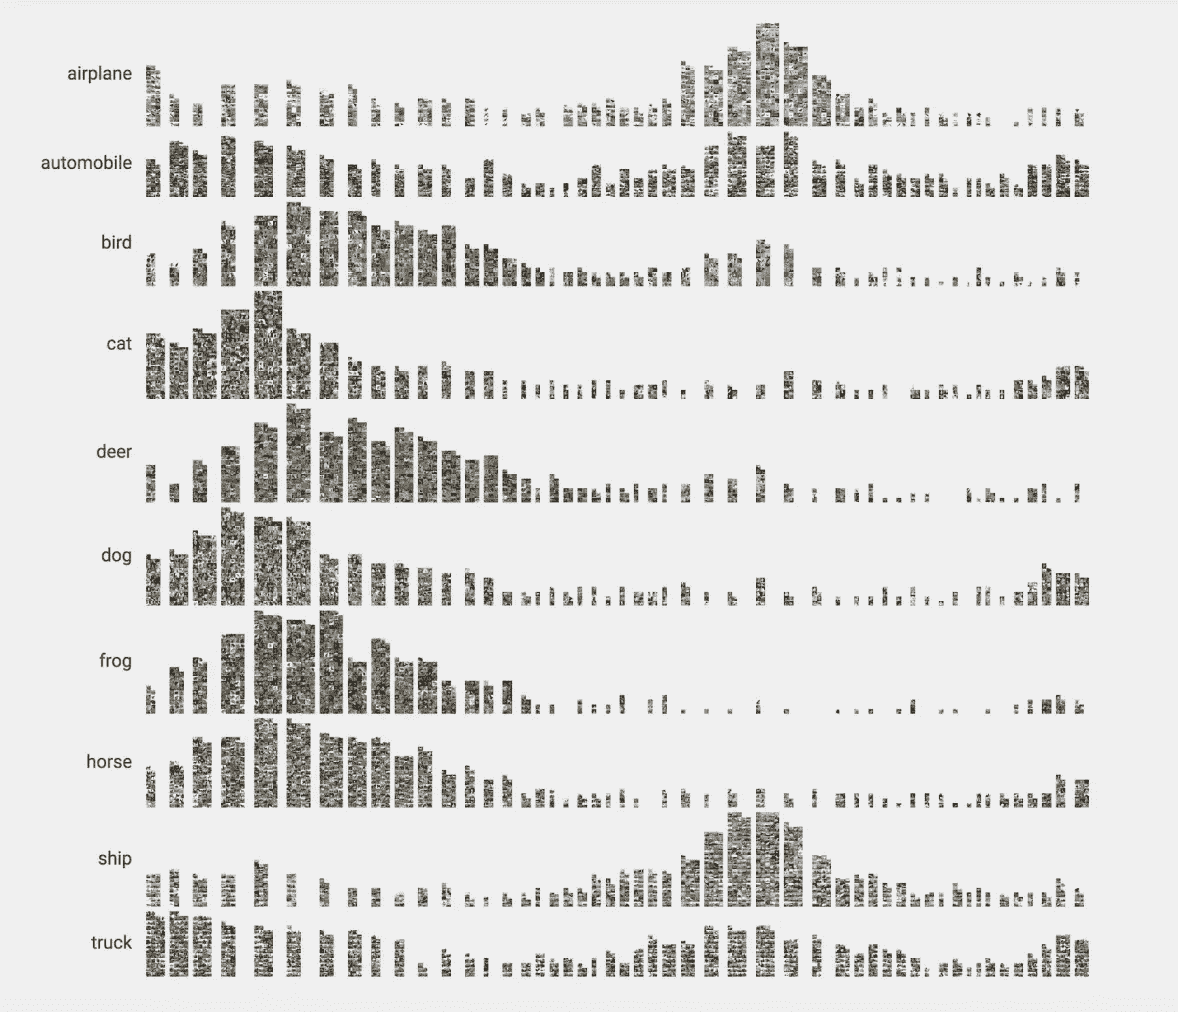 airplane
automobile
bird
cat
deer
dog
frog
horse
ship
truck